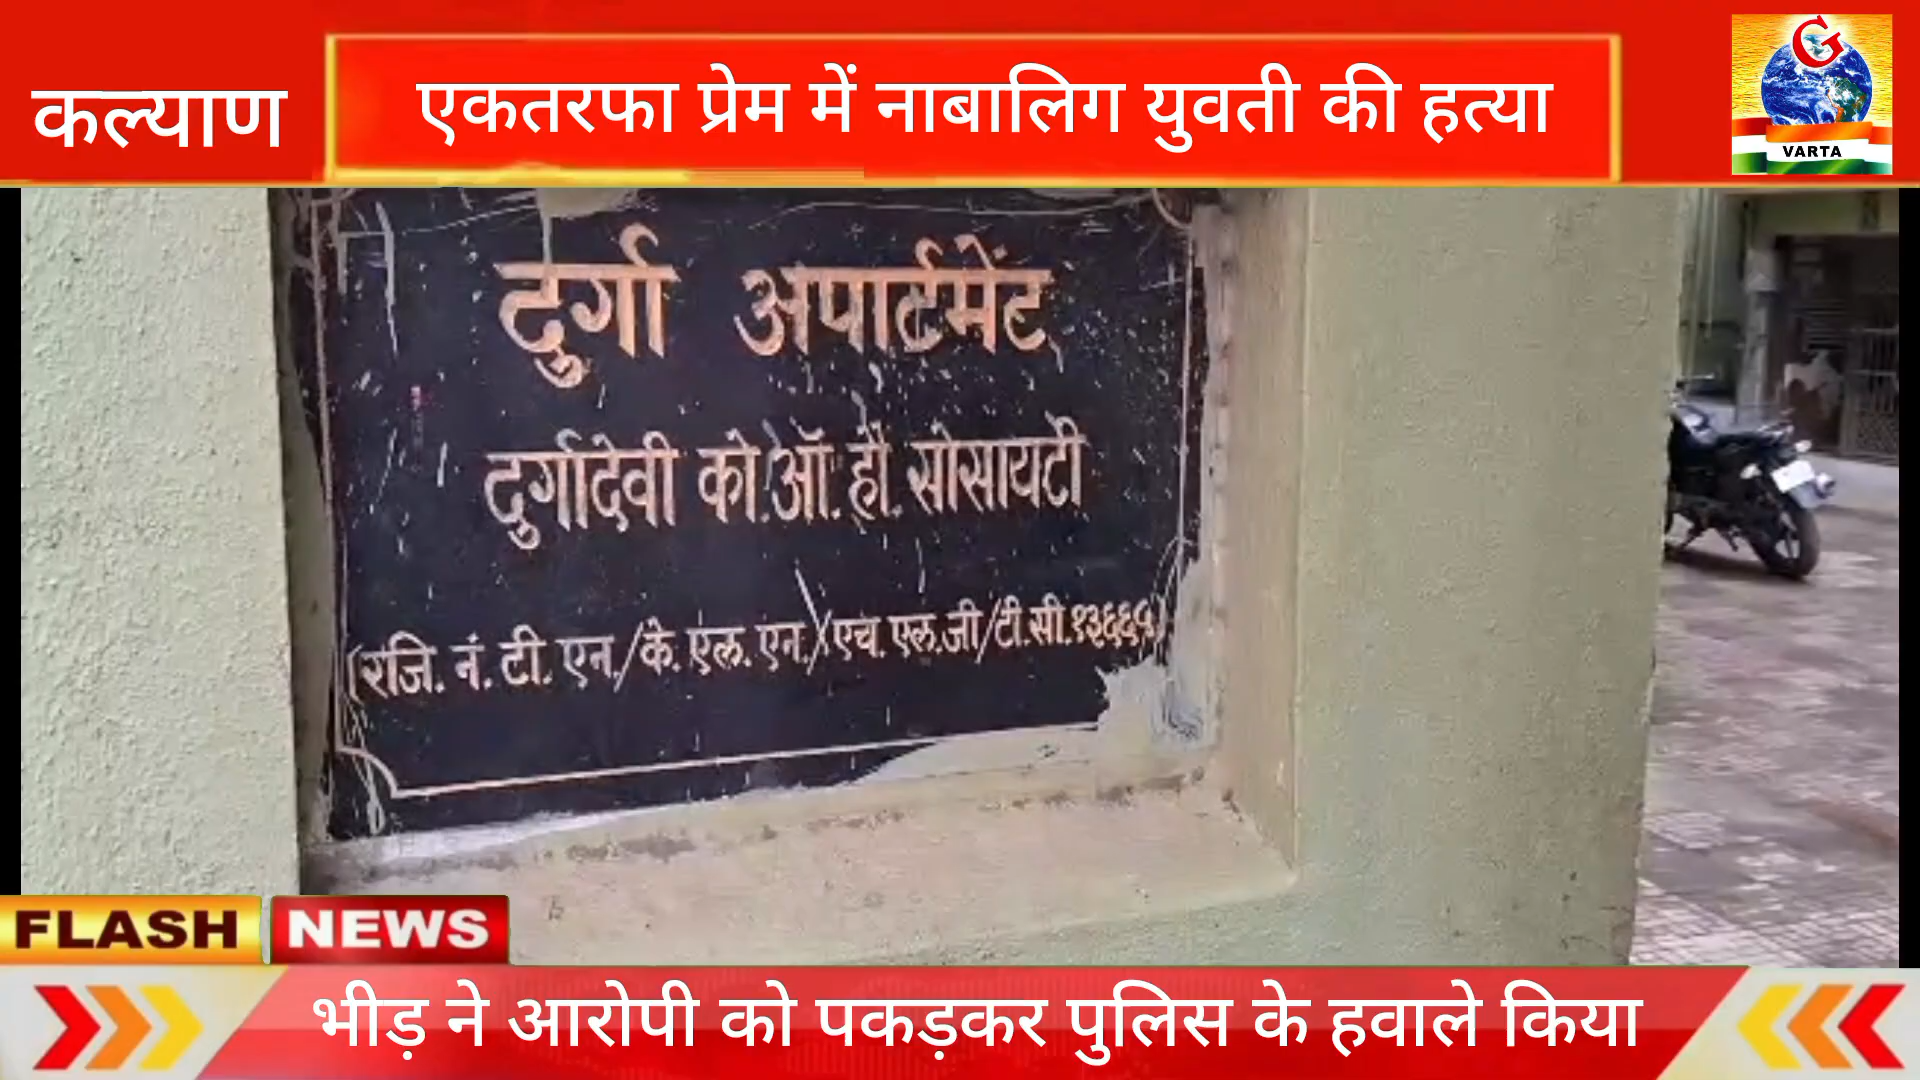 कल्याण
एकतरफा प्रेम में नाबालिग युवती की हत्या
G
VARTA
दुर्गा अपार्टमेंट
दुर्गादेवी को.ऑ.हौ. सोसायटी
(रजि. नं. टी. एन./के. एल. एन./एच. एल.जी/टी.सी.१३६६५)
FLASH NEWS
भीड़ ने आरोपी को पकड़कर पुलिस के हवाले किया